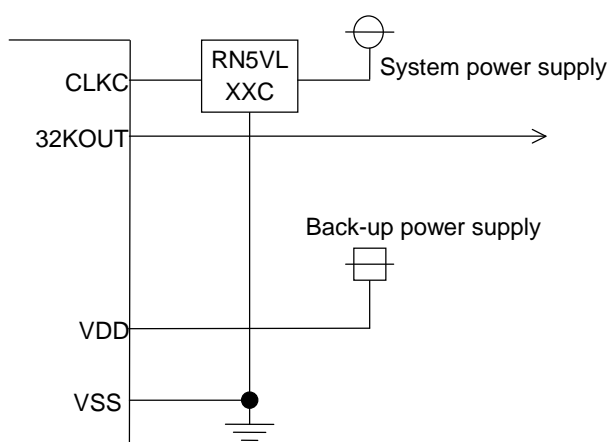 RN5VL
XXC
System power supply
CLKC
32KOUT
Back-up power supply
VDD
VSS